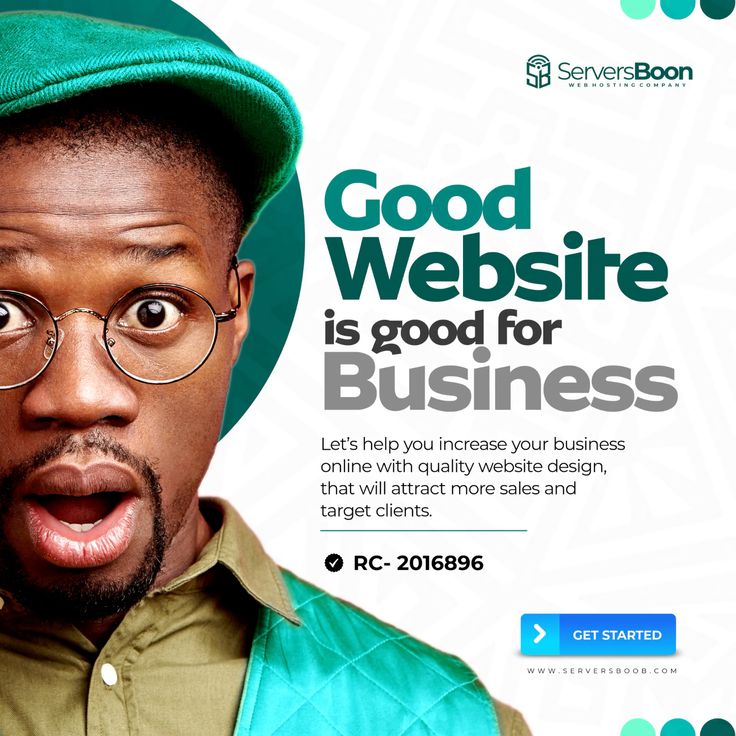 ServersBoon
WEB HOSTING COMPANY
Good
Website
is good for
Business
Let's help you increase your business
online with quality website design,
that will attract more sales and
target clients.
RC- 2016896
GET STARTED
WWW.SERVERSBOOB.COM